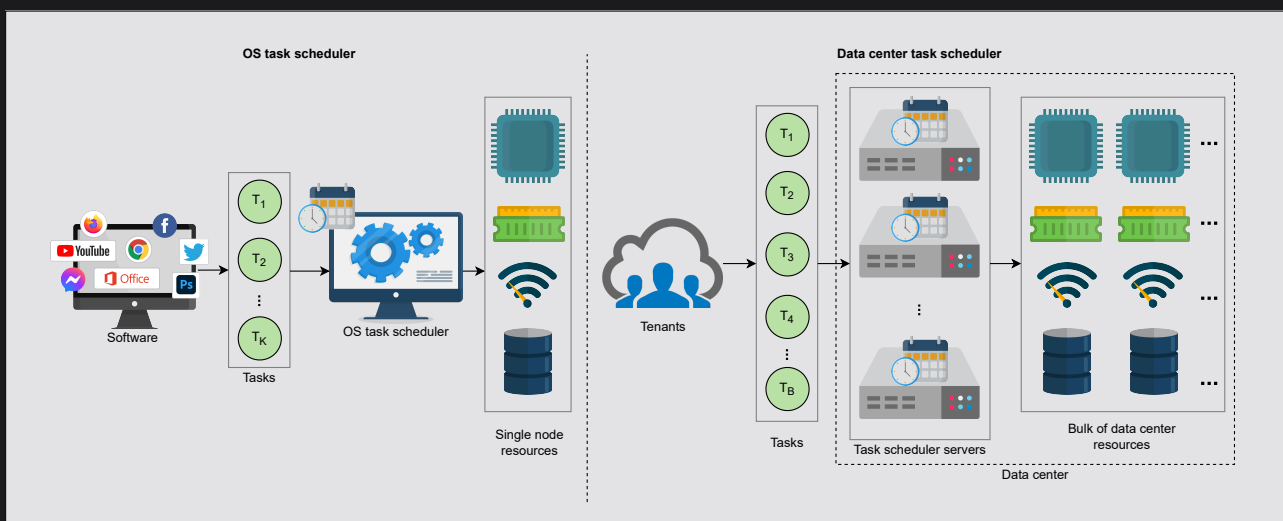 OS task scheduler
Data center task scheduler
T1
T2
⋮
TK
Tasks
f
YouTube
Office
Ps
Software
OS task scheduler
Single node
resources
Tenants
T1
T2
T3
T4
⋮
TB
Tasks
⋮
Task scheduler servers
...
...
...
...
Bulk of data center
resources
Data center